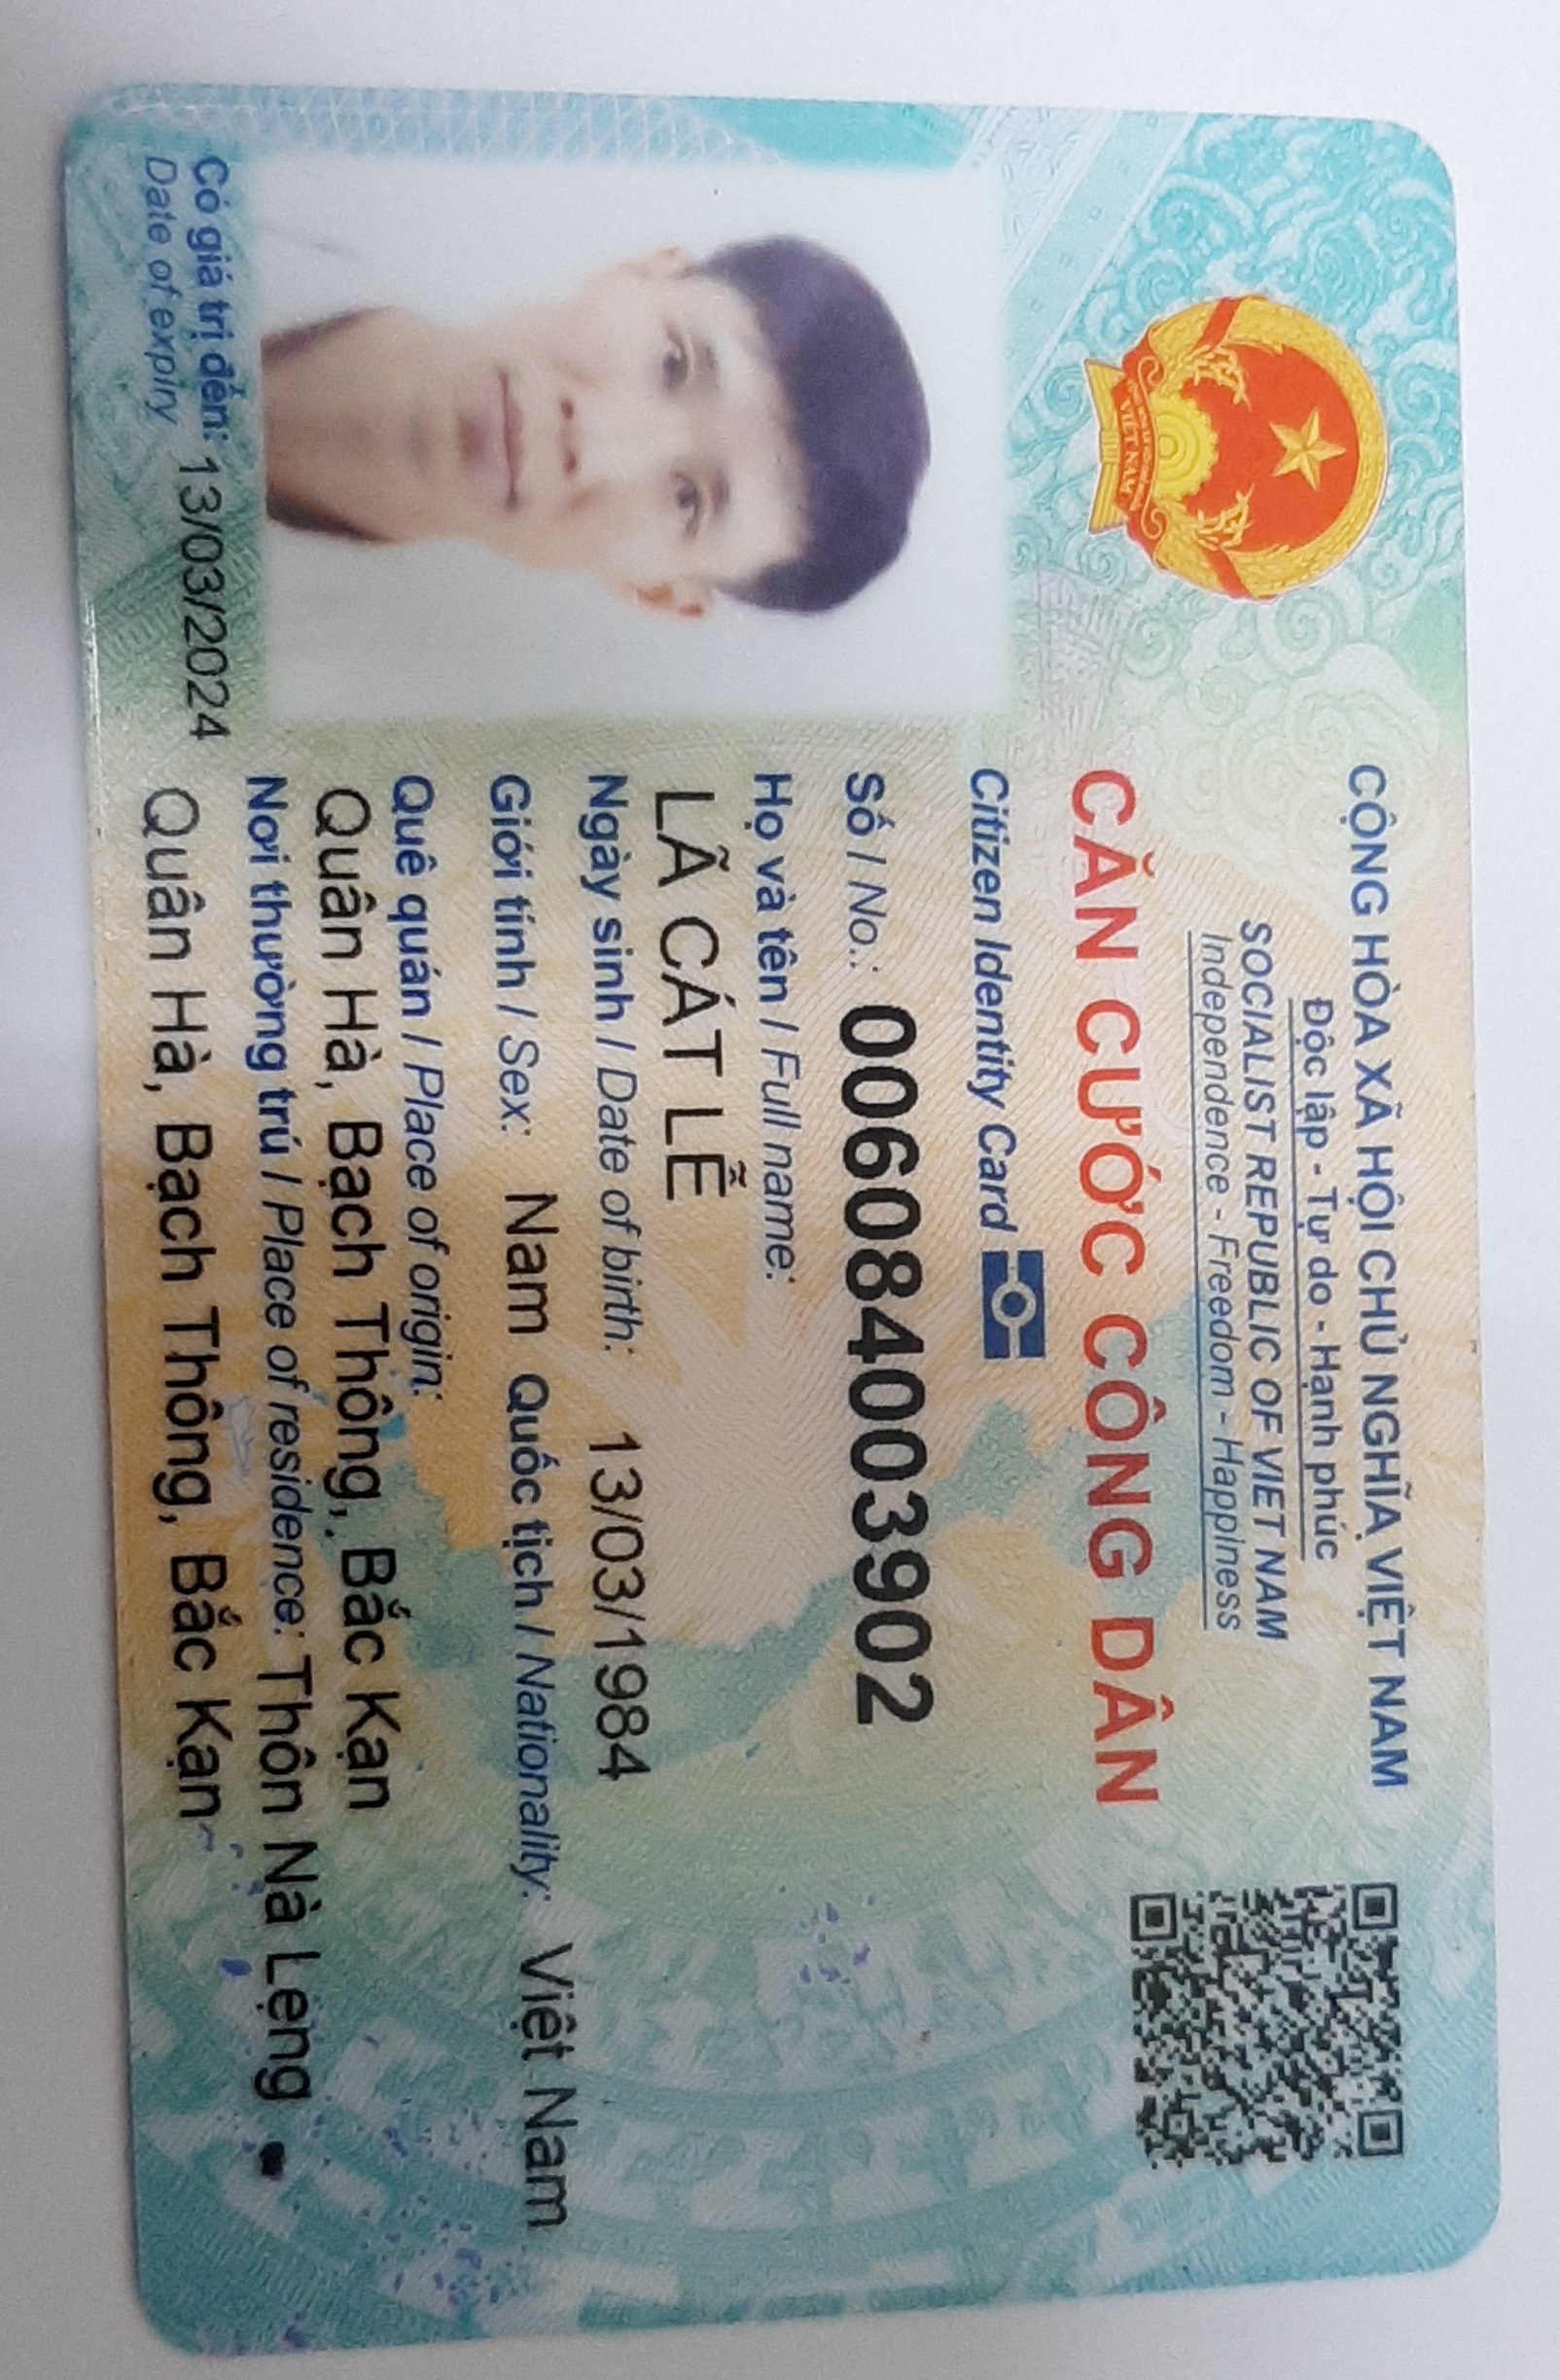 CỘNG HÒA XÃ HỘI CHỦ NGHĨA VIỆT NAM
Độc lập - Tự do - Hạnh phúc
SOCIALIST REPUBLIC OF VIET NAM
Independence - Freedom - Happiness
CĂN CƯỚC CÔNG DÂN
Citizen Identity Card
Số / No.: 006084003902
Họ và tên / Full name:
LÃ CÁT LỄ
Ngày sinh / Date of birth: 13/03/1984
Giới tính / Sex: Nam Quốc tịch / Nationality: Việt Nam
Quê quán / Place of origin:
Quân Hà, Bạch Thông, Bắc Kạn
Nơi thường trú / Place of residence: Thôn Nà Lẹng
Quân Hà, Bạch Thông, Bắc Kạn
Có giá trị đến: 13/03/2024
Date of expiry
VIỆT NAM